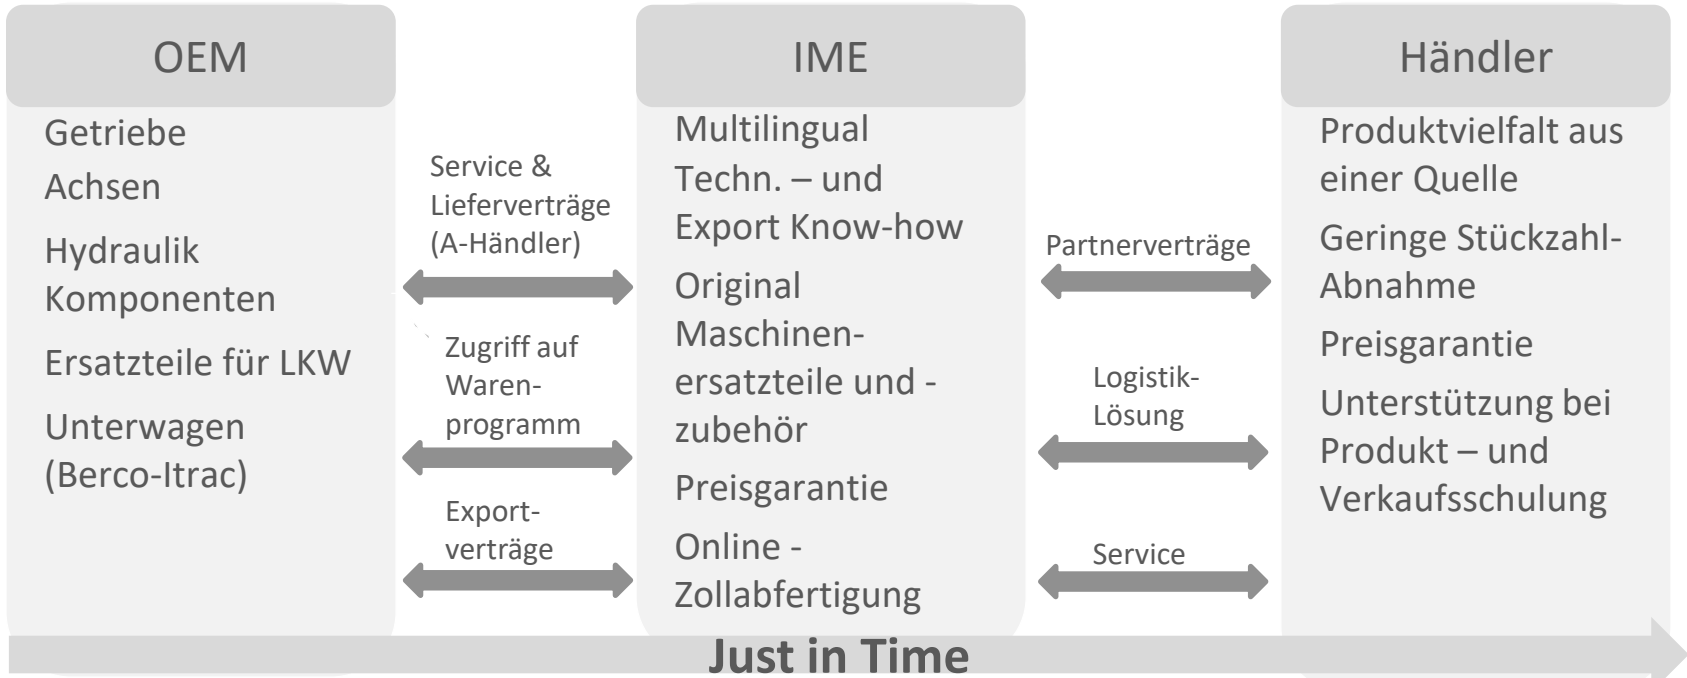 OEM
Getriebe
Achsen
Hydraulik
Komponenten
Ersatzteile für LKW
Unterwagen
(Berco-Itrac)
Service &
Lieferverträge
(A-Händler)
Zugriff auf
Waren-
programm
Export-
verträge
IME
Multilingual
Techn. – und
Export Know-how
Original
Maschinen-
ersatzteile und -
zubehör
Preisgarantie
Online -
Zollabfertigung
Partnerverträge
Logistik-
Lösung
Service
Händler
Produktvielfalt aus
einer Quelle
Geringe Stückzahl-
Abnahme
Preisgarantie
Unterstützung bei
Produkt – und
Verkaufsschulung
Just in Time